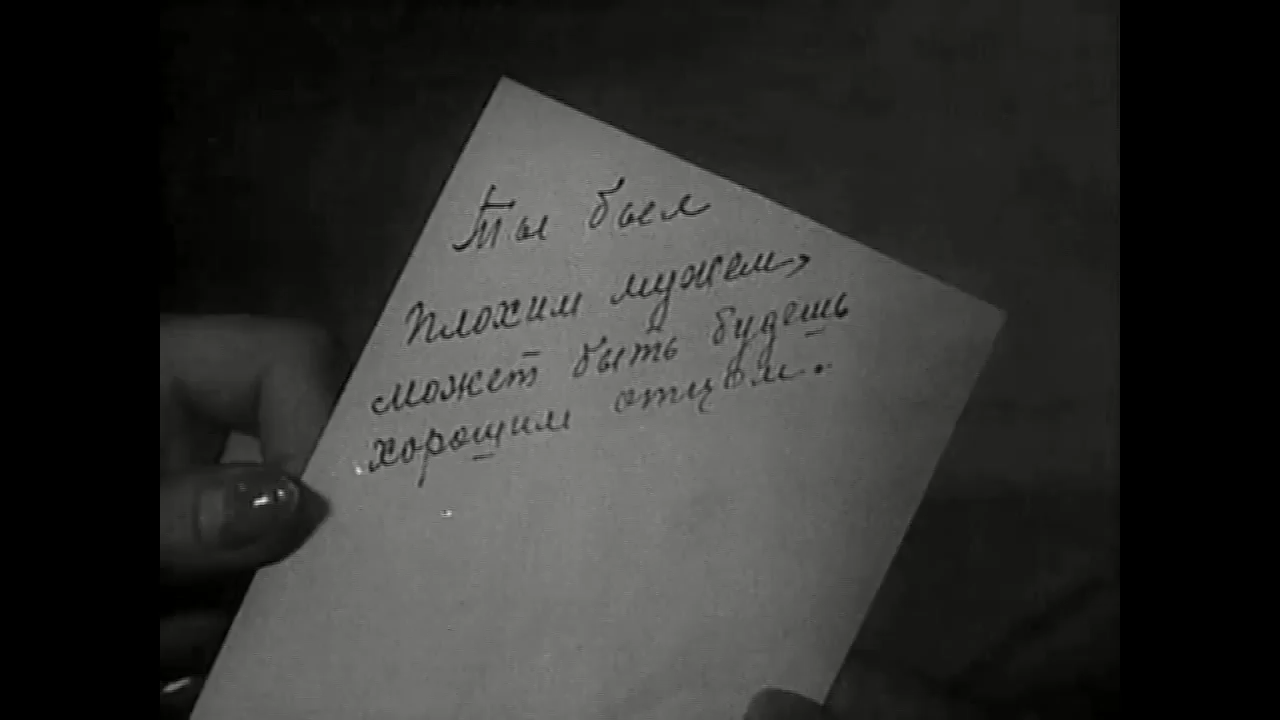 Ты был
плохим мужем,
может быть будешь
хорошим отцом.